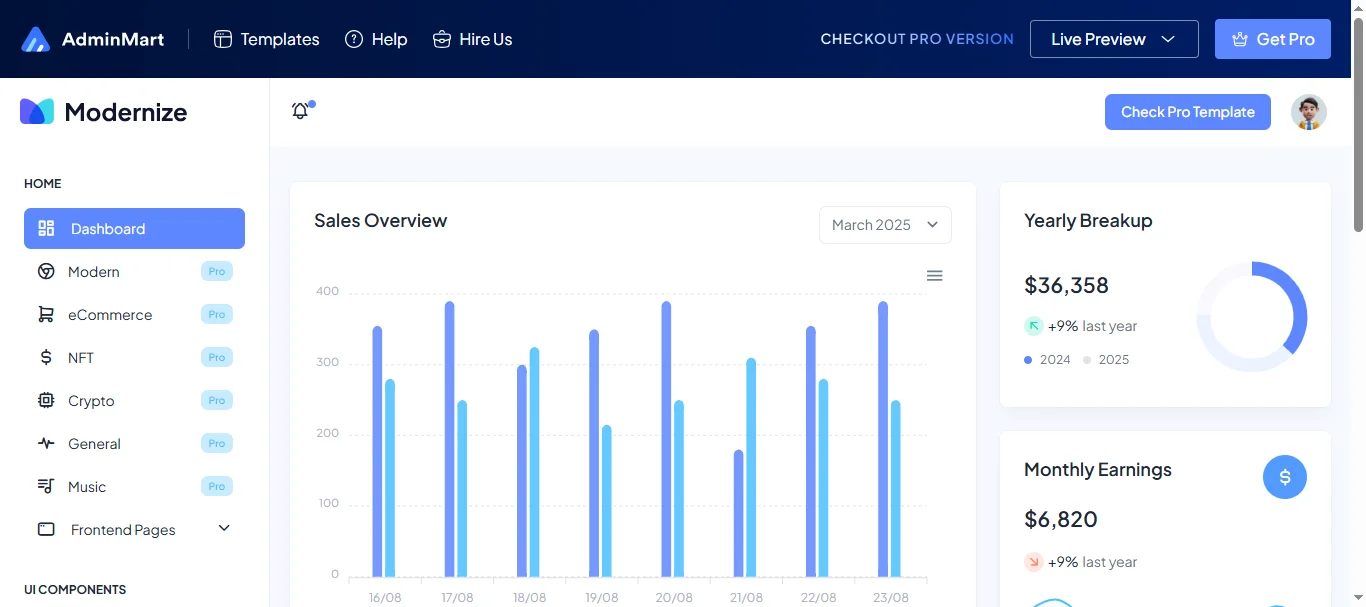 AdminMart
Templates
Help
Hire Us
CHECKOUT PRO VERSION
Live Preview
Get Pro
Modernize
Check Pro Template
HOME
Dashboard
Modern Pro
eCommerce Pro
NFT Pro
Crypto Pro
General Pro
Music Pro
Frontend Pages
UI COMPONENTS
Sales Overview
March 2025
400
300
200
100
0
16/08 17/08 18/08 19/08 20/08 21/08 22/08 23/08
Yearly Breakup
$36,358
+9% last year
2024 2025
Monthly Earnings
$
$6,820
+9% last year